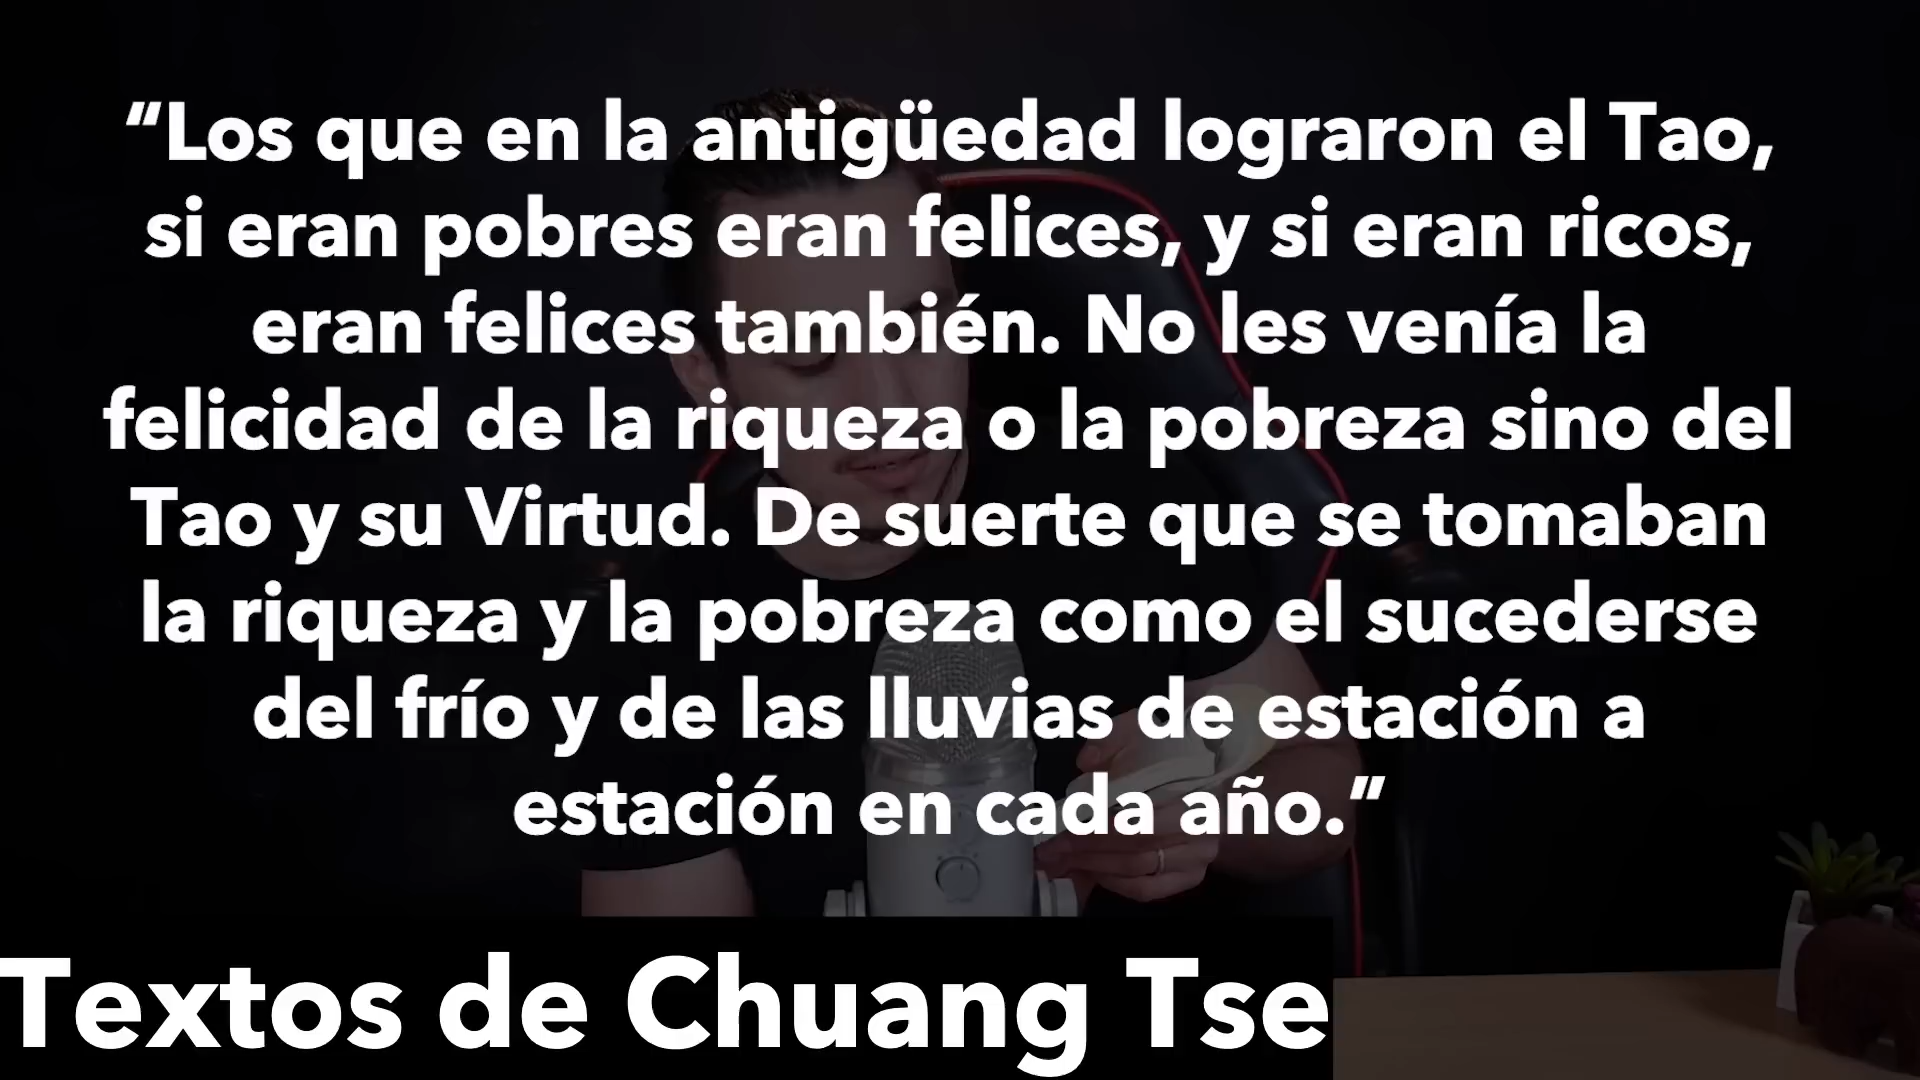 “Los que en la antigüedad lograron el Tao,
si eran pobres eran felices, y si eran ricos,
eran felices también. No les venía la
felicidad de la riqueza o la pobreza sino del
Tao y su Virtud. De suerte que se tomaban
la riqueza y la pobreza como el sucederse
del frío y de las lluvias de estación a
estación en cada año.”
Textos de Chuang Tse